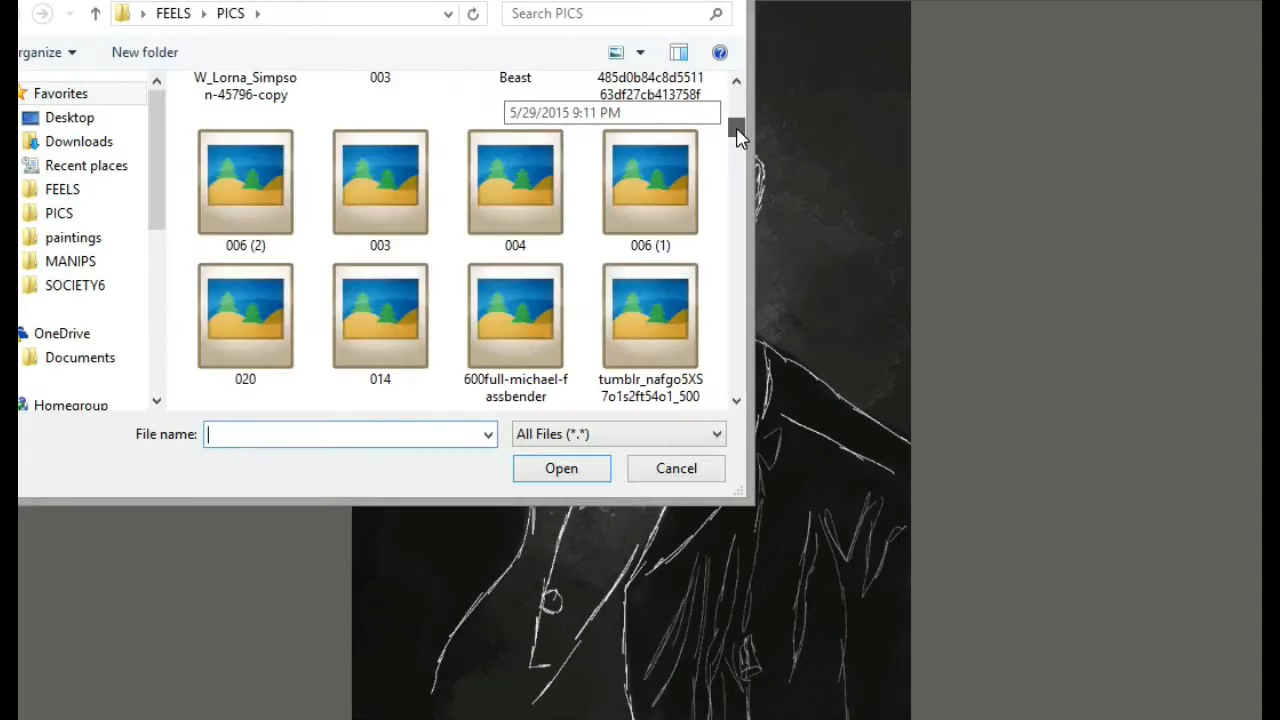 FEELS PICS Search PICS
rganize New folder
Favorites
Desktop
Downloads
Recent places
FEELS
PICS
paintings
MANIPS
SOCIETY6
OneDrive
Documents
Homegroup
W_Lorna_Simpso
n-45796-copy
003
Beast
485d0b84c8d5511
63df27cb413758f
5/29/2015 9:11 PM
006 (2)
003
004
006 (1)
020
014
600full-michael-f
assbender
tumblr_nafgo5XS
7o1s2ft54o1_500
File name: All Files (*.*)
Open Cancel